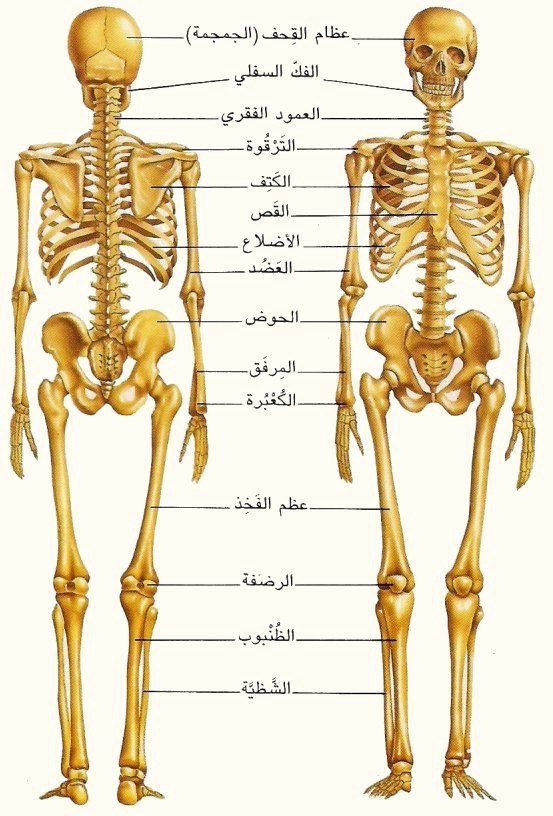 عظام القِحف (الجمجمة)
الفكّ السفلي
العمود الفقري
التَرْقُوة
الكَتِف
القَص
الأضلاع
العَضُد
الحوض
المِرفَق
الكُعْبُرة
عظم الفَخِذ
الرضفة
الظُنْبوب
الشَّظيَّة